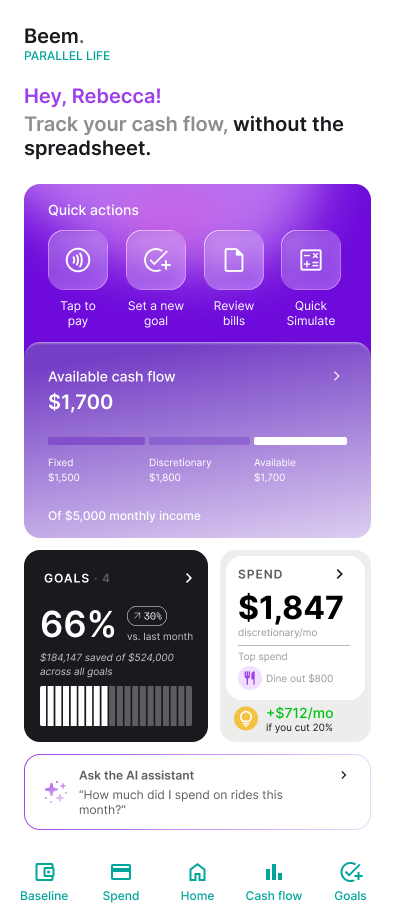 Beem.
PARALLEL LIFE
Hey, Rebecca!
Track your cash flow, without the
spreadsheet.
Quick actions
Tap to
pay
Set a new
goal
Review
bills
Quick
Simulate
Available cash flow
$1,700
Fixed
$1,500
Discretionary
$1,800
Available
$1,700
Of $5,000 monthly income
GOALS · 4
66%
↗ 30%
vs. last month
$184,147 saved of $524,000
across all goals
SPEND
$1,847
discretionary/mo
Top spend
Dine out $800
+$712/mo
if you cut 20%
Ask the AI assistant
“How much did I spend on rides this
month?”
Baseline
Spend
Home
Cash flow
Goals